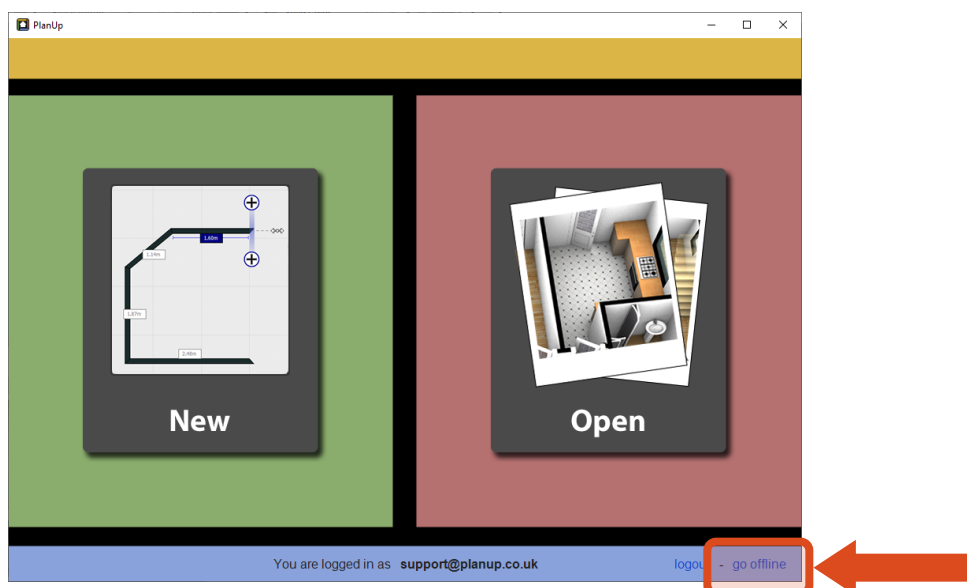 PlanUp
1.60m
1.14m
1.87m
2.46m
New
Open
You are logged in as support@planup.co.uk
logout - go offline